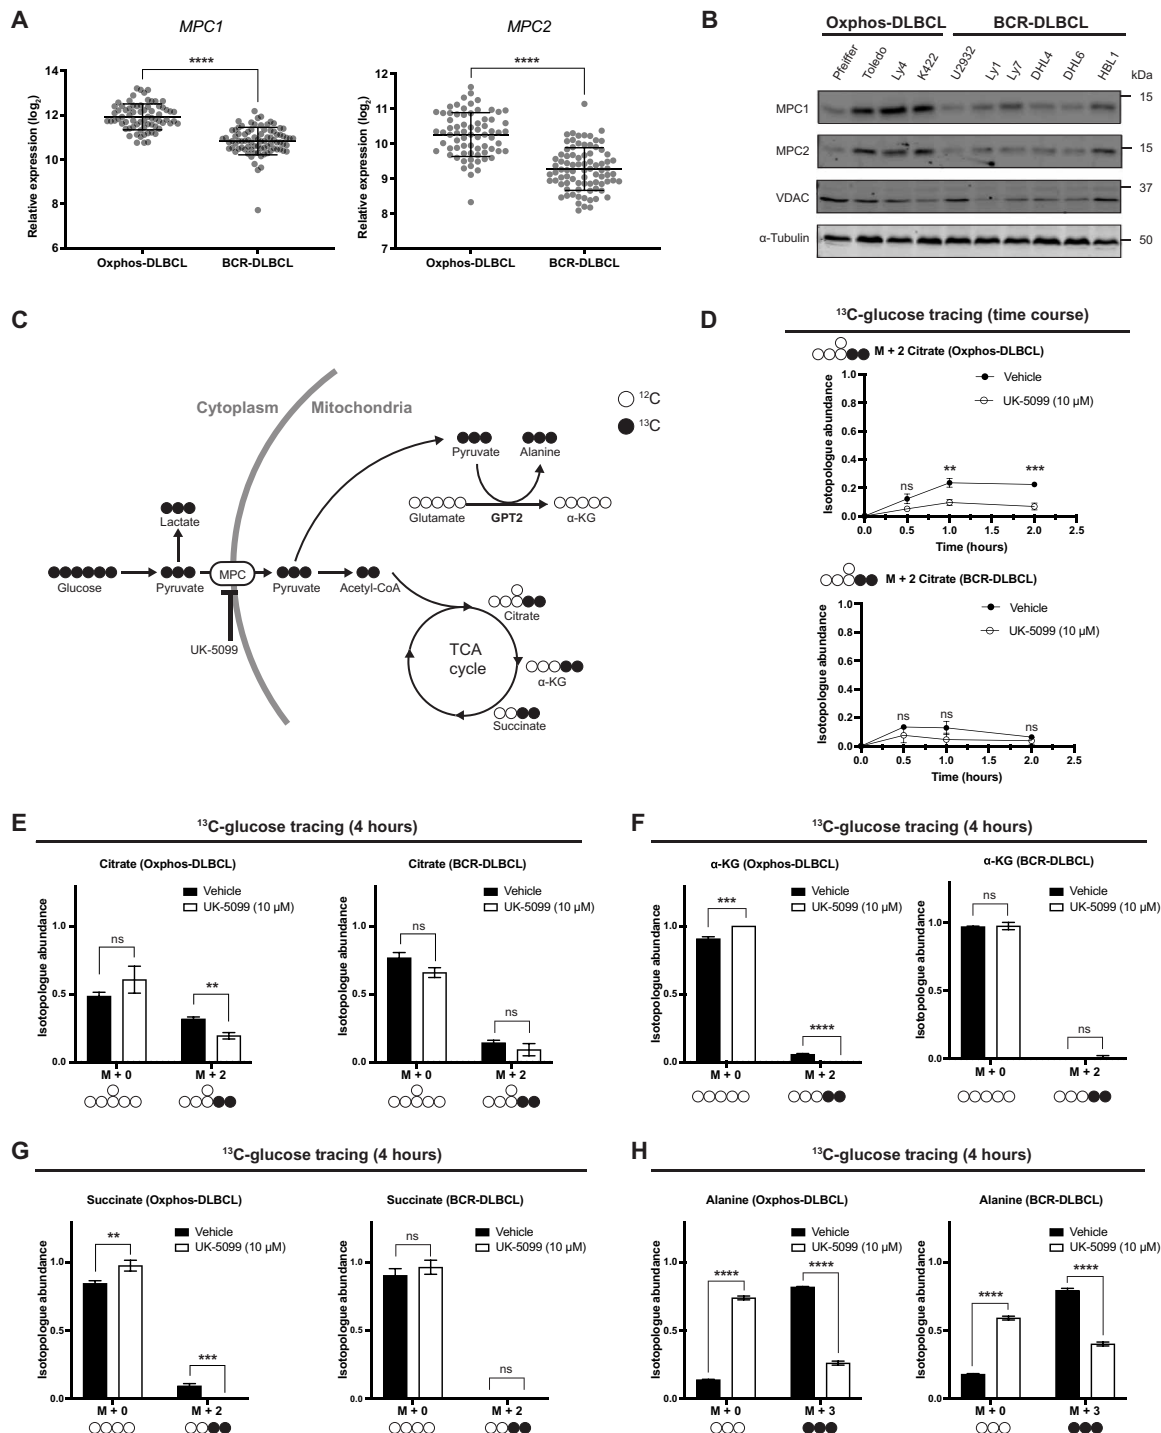 A
MPC1
****
14
12
10
8
6
Relative expression (log2)
Oxphos-DLBCL
BCR-DLBCL
MPC2
****
12
11
10
9
8
7
Relative expression (log2)
Oxphos-DLBCL
BCR-DLBCL
B
Oxphos-DLBCL
BCR-DLBCL
Pfeiffer
Toledo
Ly4
K422
U2932
Ly1
Ly7
DHL4
DHL6
HBL1
kDa
MPC1
15
MPC2
15
VDAC
37
α-Tubulin
50
C
Cytoplasm
Mitochondria
12C
13C
Pyruvate
Alanine
Glutamate
GPT2
α-KG
Lactate
Glucose
Pyruvate
MPC
Pyruvate
Acetyl-CoA
UK-5099
Citrate
TCA
cycle
α-KG
Succinate
D
13C-glucose tracing (time course)
M + 2 Citrate (Oxphos-DLBCL)
Vehicle
UK-5099 (10 μM)
Isotopologue abundance
1.0
0.8
0.6
0.4
0.2
0.0
ns
**
***
0.0
0.5
1.0
1.5
2.0
2.5
Time (hours)
M + 2 Citrate (BCR-DLBCL)
Vehicle
UK-5099 (10 μM)
Isotopologue abundance
1.0
0.8
0.6
0.4
0.2
0.0
ns
ns
ns
0.0
0.5
1.0
1.5
2.0
2.5
Time (hours)
E
13C-glucose tracing (4 hours)
Citrate (Oxphos-DLBCL)
Vehicle
UK-5099 (10 μM)
Isotopologue abundance
1.0
0.5
0.0
ns
**
M + 0
M + 2
Citrate (BCR-DLBCL)
Vehicle
UK-5099 (10 μM)
Isotopologue abundance
1.0
0.5
0.0
ns
ns
M + 0
M + 2
F
13C-glucose tracing (4 hours)
α-KG (Oxphos-DLBCL)
Vehicle
UK-5099 (10 μM)
Isotopologue abundance
1.0
0.5
0.0
***
****
M + 0
M + 2
α-KG (BCR-DLBCL)
Vehicle
UK-5099 (10 μM)
Isotopologue abundance
1.0
0.5
0.0
ns
ns
M + 0
M + 2
G
13C-glucose tracing (4 hours)
Succinate (Oxphos-DLBCL)
Vehicle
UK-5099 (10 μM)
Isotopologue abundance
1.0
0.5
0.0
**
***
M + 0
M + 2
Succinate (BCR-DLBCL)
Vehicle
UK-5099 (10 μM)
Isotopologue abundance
1.0
0.5
0.0
ns
ns
M + 0
M + 2
H
13C-glucose tracing (4 hours)
Alanine (Oxphos-DLBCL)
Vehicle
UK-5099 (10 μM)
Isotopologue abundance
1.0
0.5
0.0
****
****
M + 0
M + 3
Alanine (BCR-DLBCL)
Vehicle
UK-5099 (10 μM)
Isotopologue abundance
1.0
0.5
0.0
****
****
M + 0
M + 3